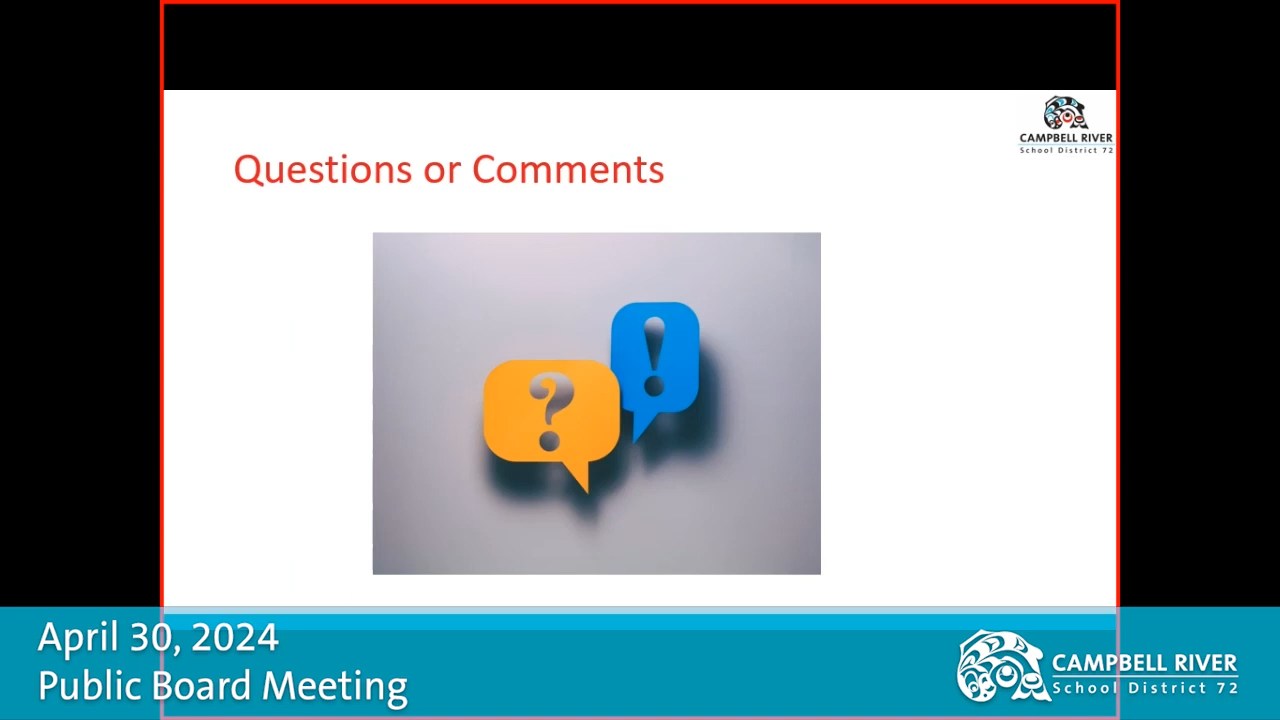 CAMPBELL RIVER
School District 72
Questions or Comments
?
!
April 30, 2024
Public Board Meeting
CAMPBELL RIVER
School District 72